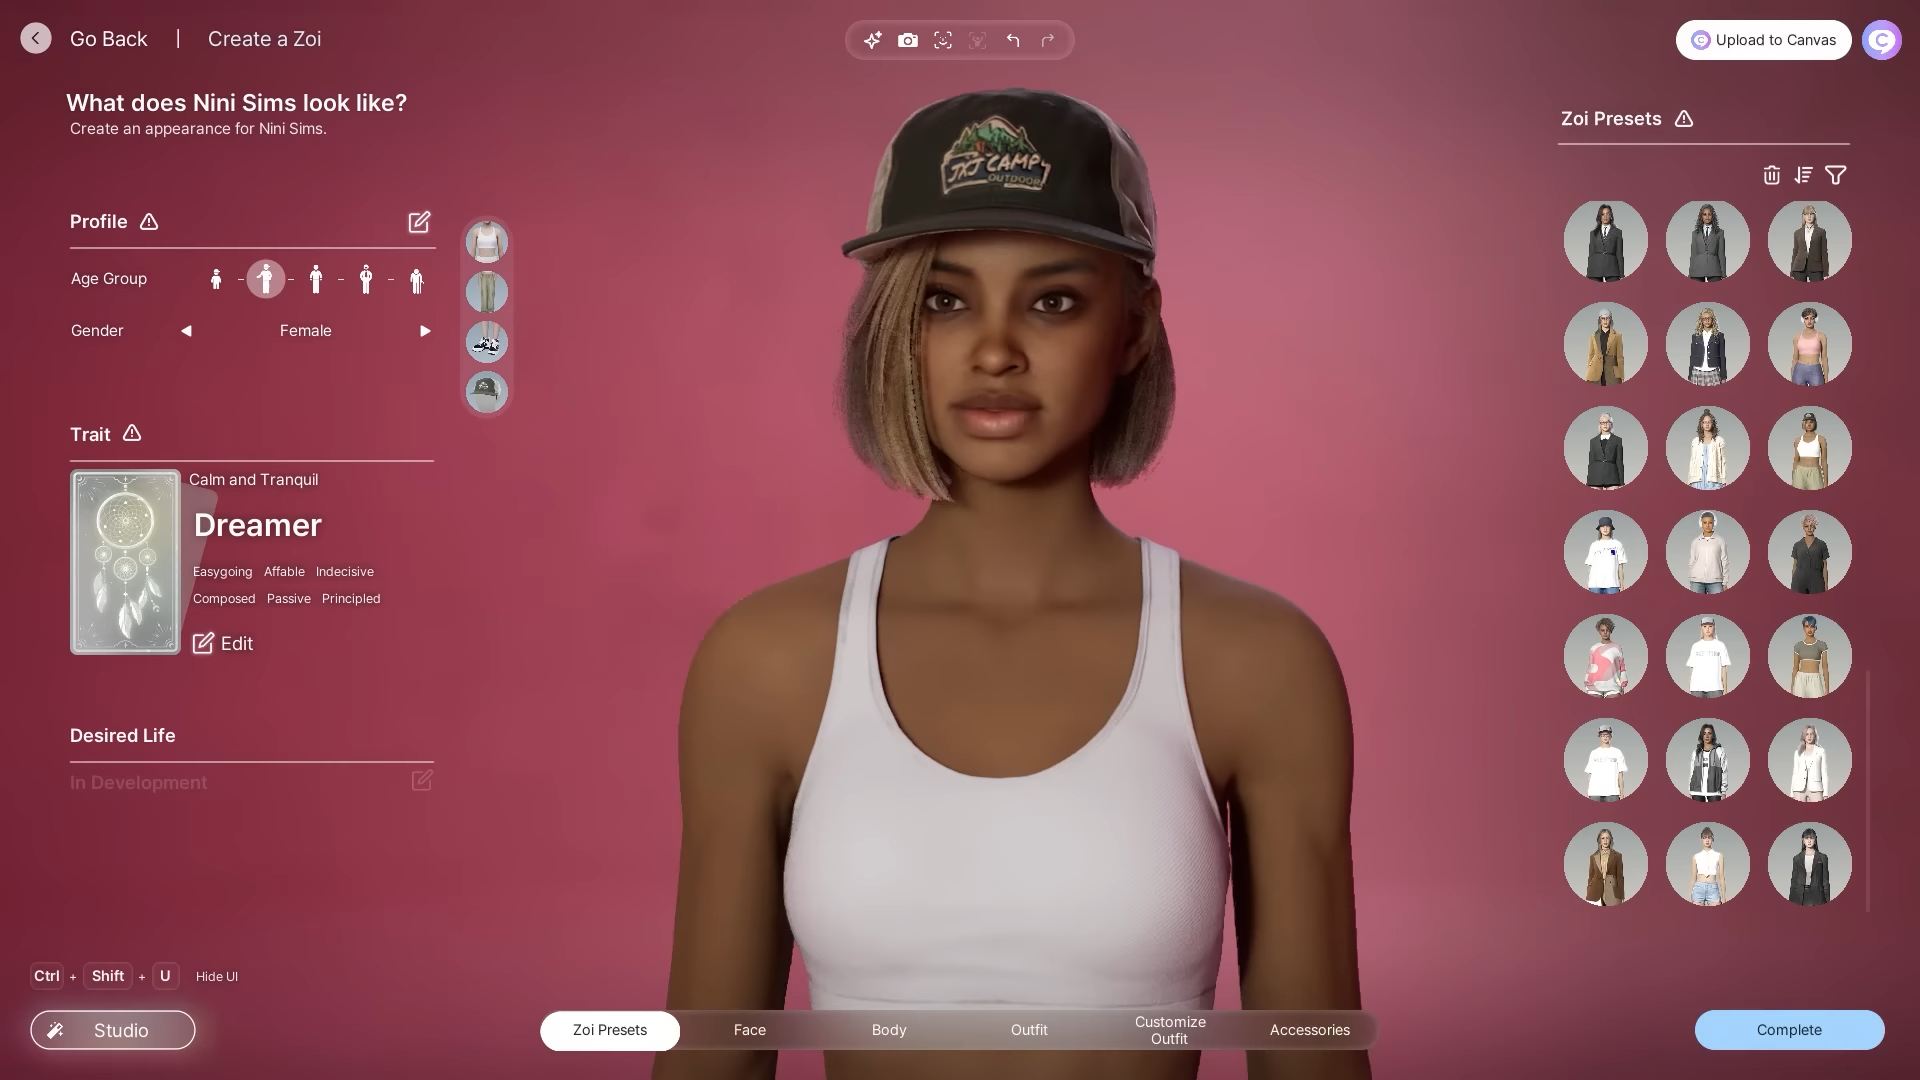 Go Back | Create a Zoi
Upload to Canvas
What does Nini Sims look like?
Create an appearance for Nini Sims.
Profile
Age Group
Gender
Female
Trait
Calm and Tranquil
Dreamer
Easygoing Affable Indecisive
Composed Passive Principled
Edit
Desired Life
In Development
Ctrl + Shift + U Hide UI
Studio
JXJ CAMP
OUTDOOR
Zoi Presets
Zoi Presets
Face
Body
Outfit
Customize
Outfit
Accessories
Complete